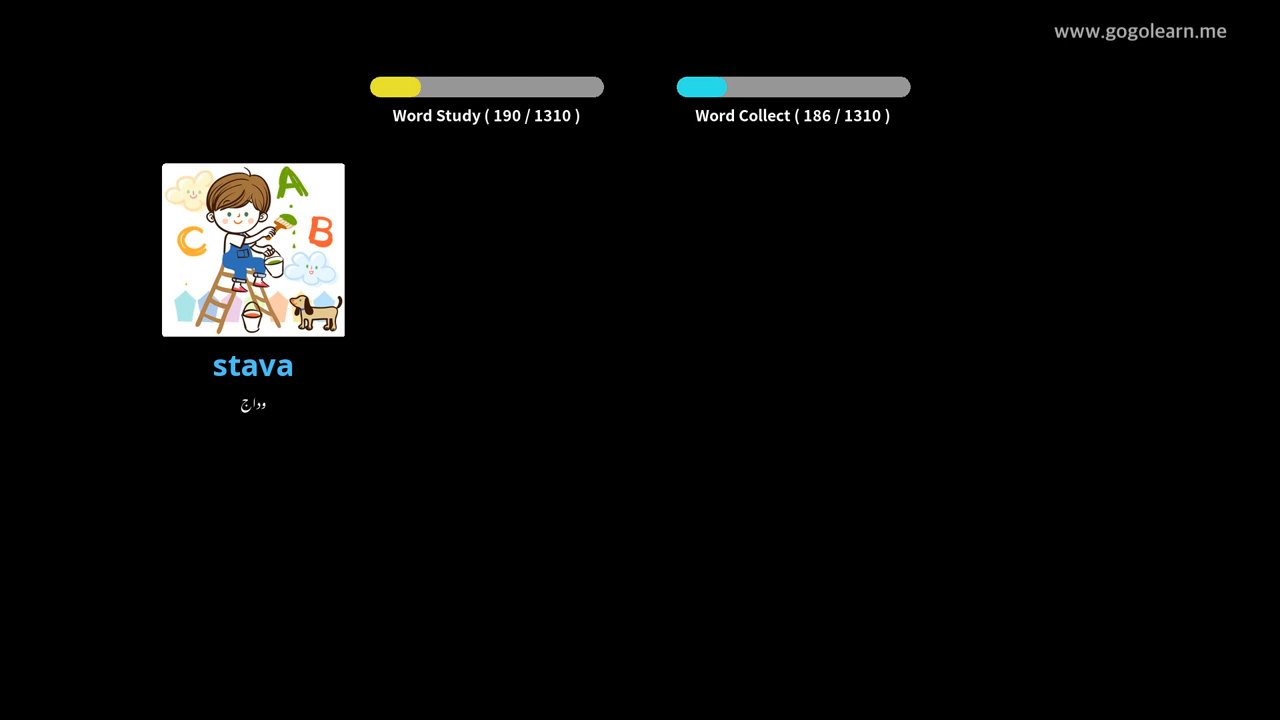 www.gogolearn.me
Word Study ( 190 / 1310 )
Word Collect ( 186 / 1310 )
A
B
C
stava
وداج